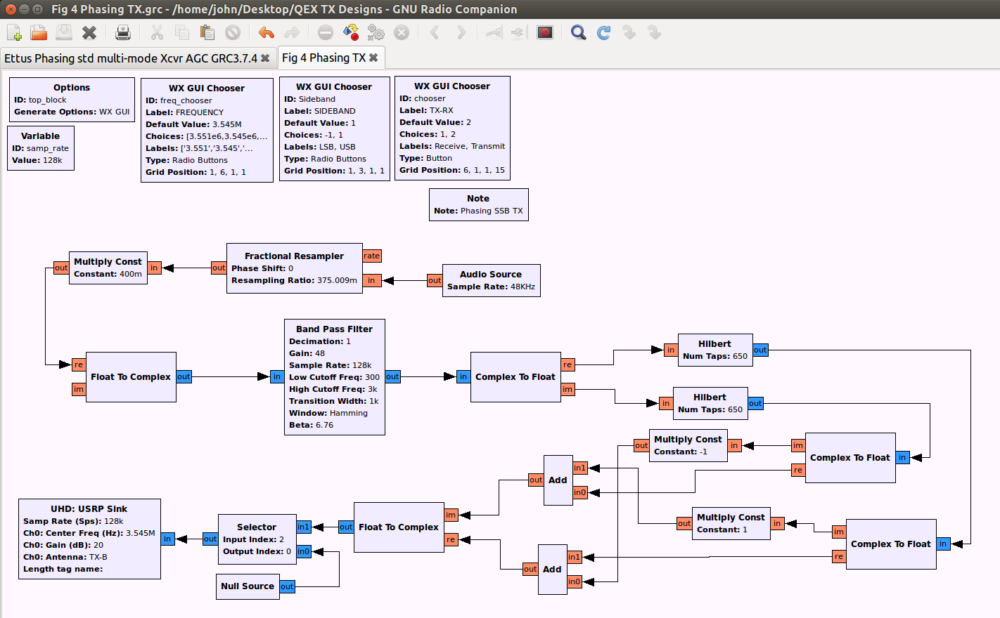 Fig 4 Phasing TX.grc - /home/john/Desktop/QEX TX Designs - GNU Radio Companion
Ettus Phasing std multi-mode Xcvr AGC GRC3.7.4
Fig 4 Phasing TX
Options
ID: top_block
Generate Options: WX GUI
Variable
ID: samp_rate
Value: 128k
WX GUI Chooser
ID: freq_chooser
Label: FREQUENCY
Default Value: 3.545M
Choices: [3.551e6,3.545e6,...
Labels: ['3.551','3.545','...
Type: Radio Buttons
Grid Position: 1, 6, 1, 1
WX GUI Chooser
ID: Sideband
Label: SIDEBAND
Default Value: 1
Choices: -1, 1
Labels: LSB, USB
Type: Radio Buttons
Grid Position: 1, 3, 1, 1
WX GUI Chooser
ID: chooser
Label: TX-RX
Default Value: 2
Choices: 1, 2
Labels: Receive, Transmit
Type: Button
Grid Position: 6, 1, 1, 15
Note
Note: Phasing SSB TX
out
Multiply Const
Constant: 400m
in
out
Fractional Resampler
Phase Shift: 0
Resampling Ratio: 375.009m
rate
in
out
Audio Source
Sample Rate: 48KHz
re
im
Float To Complex
out
in
Band Pass Filter
Decimation: 1
Gain: 48
Sample Rate: 128k
Low Cutoff Freq: 300
High Cutoff Freq: 3k
Transition Width: 1k
Window: Hamming
Beta: 6.76
out
in
Complex To Float
re
im
in
Hilbert
Num Taps: 650
out
in
Hilbert
Num Taps: 650
out
out
Multiply Const
Constant: -1
in
im
re
Complex To Float
in
out
Add
in1
in0
out
Multiply Const
Constant: 1
in
im
re
Complex To Float
in
out
Add
in1
in0
UHD: USRP Sink
Samp Rate (Sps): 128k
Ch0: Center Freq (Hz): 3.545M
Ch0: Gain (dB): 20
Ch0: Antenna: TX-B
Length tag name:
in
out
Selector
Input Index: 2
Output Index: 0
in1
in0
out
Float To Complex
im
re
Null Source
out